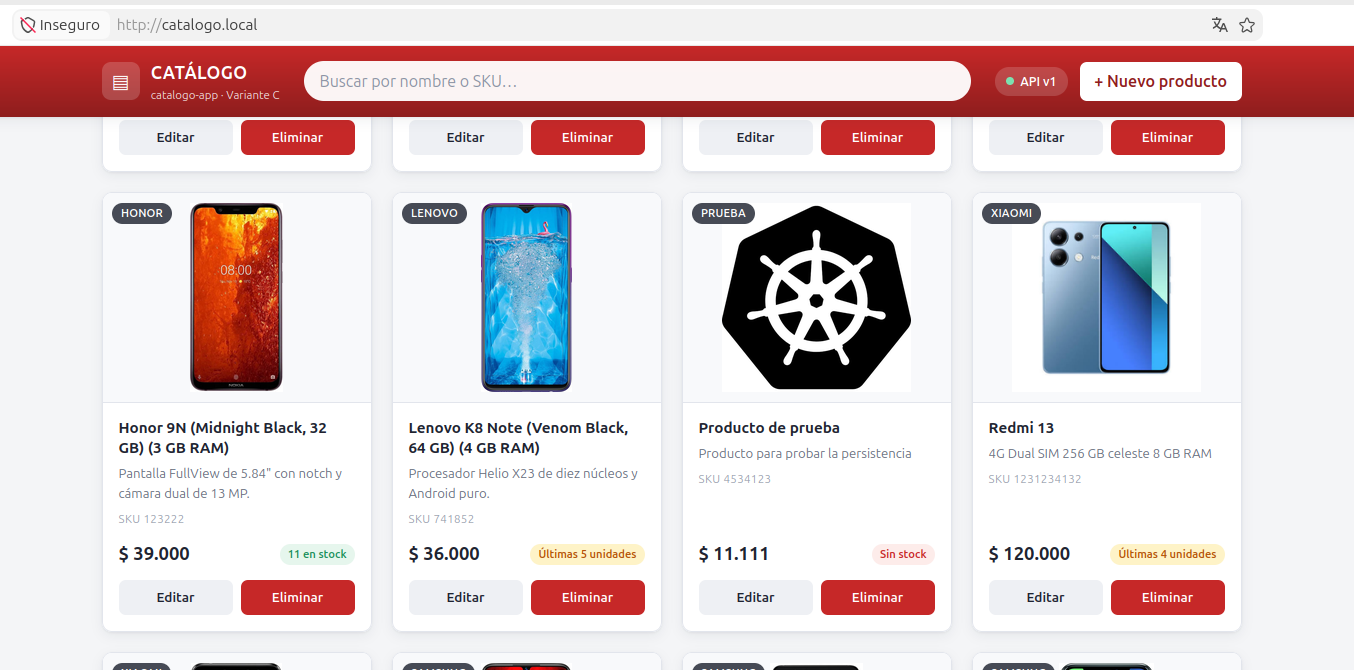 Inseguro
http://catalogo.local
CATÁLOGO
catalogo-app · Variante C
Buscar por nombre o SKU…
API v1
+ Nuevo producto
Editar
Eliminar
Editar
Eliminar
Editar
Eliminar
Editar
Eliminar
HONOR
08:00
NOKIA
Honor 9N (Midnight Black, 32
GB) (3 GB RAM)
Pantalla FullView de 5.84" con notch y
cámara dual de 13 MP.
SKU 123222
$ 39.000
11 en stock
Editar
Eliminar
LENOVO
Lenovo K8 Note (Venom Black,
64 GB) (4 GB RAM)
Procesador Helio X23 de diez núcleos y
Android puro.
SKU 741852
$ 36.000
Últimas 5 unidades
Editar
Eliminar
PRUEBA
Producto de prueba
Producto para probar la persistencia
SKU 4534123
$ 11.111
Sin stock
Editar
Eliminar
XIAOMI
Redmi 13
4G Dual SIM 256 GB celeste 8 GB RAM
SKU 1231234132
$ 120.000
Últimas 4 unidades
Editar
Eliminar
XIAOMI
SAMSUNG
SAMSUNG
SAMSUNG